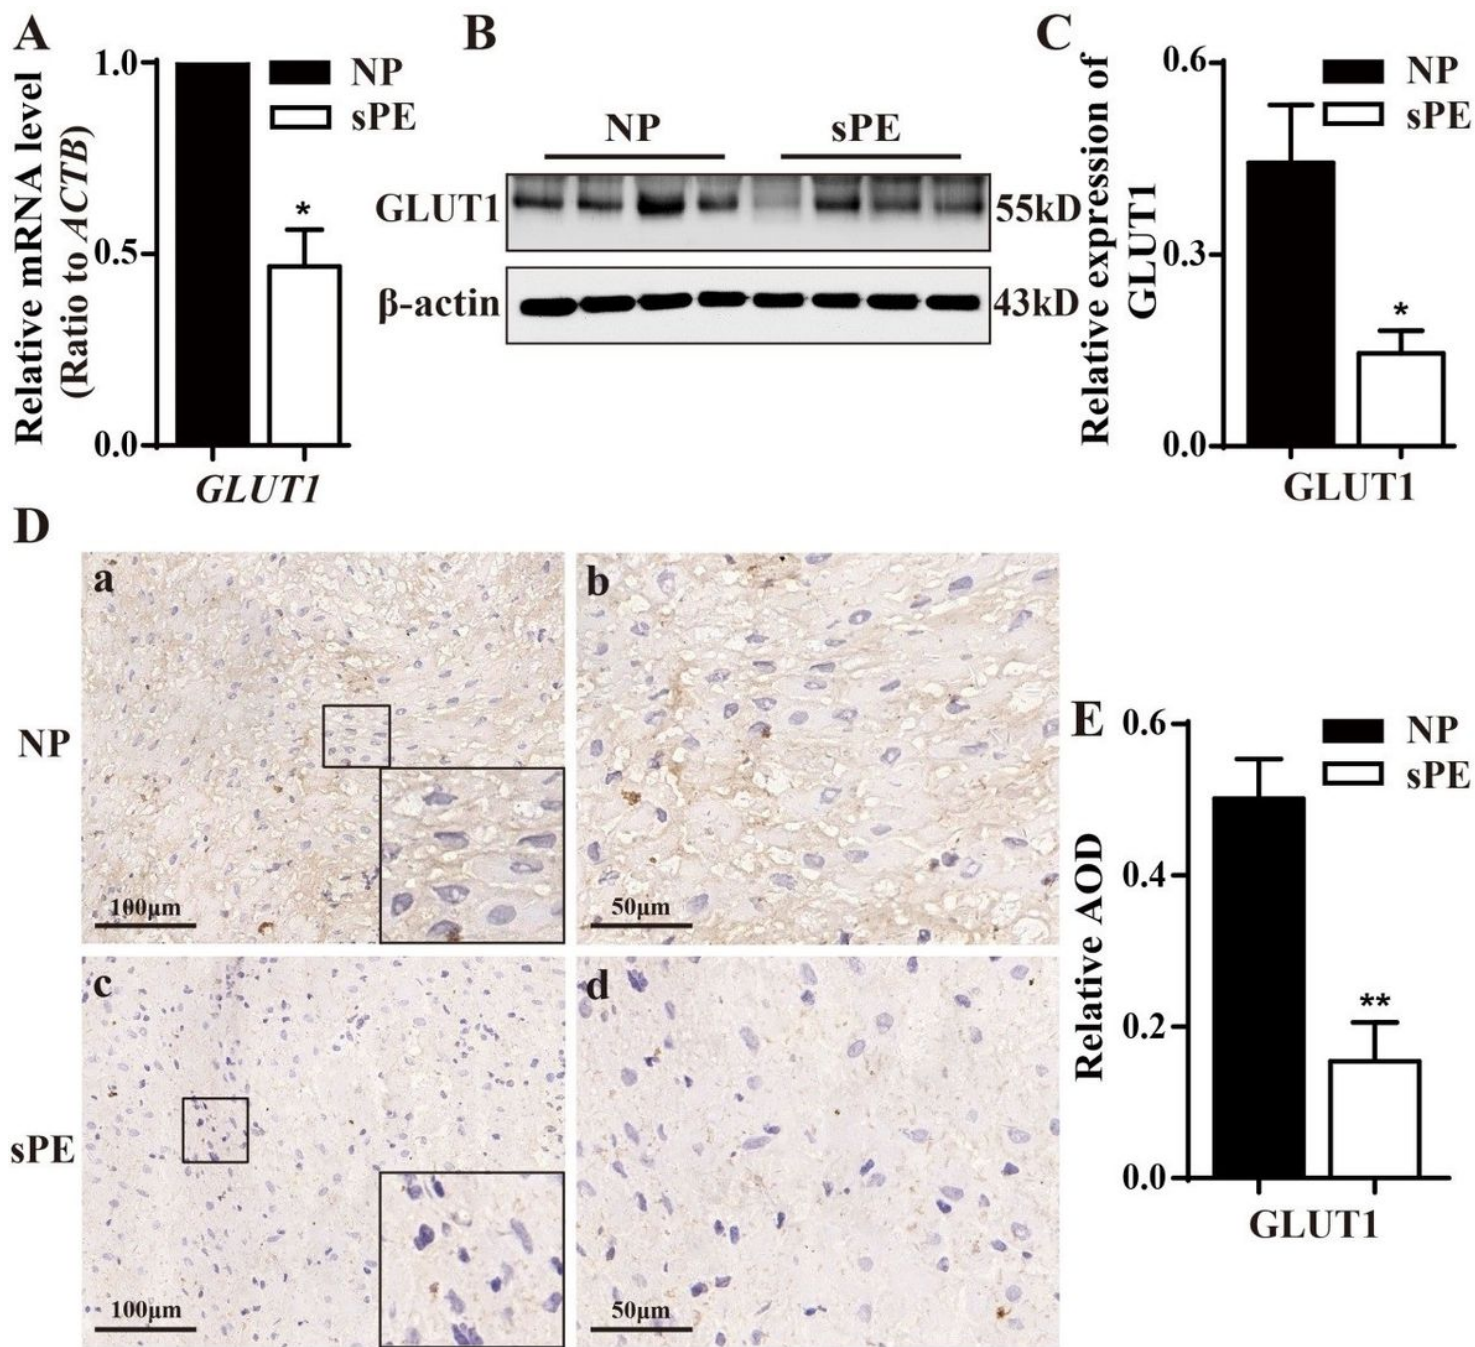 A
Relative mRNA level
(Ratio to ACTB)
1.0
0.5
0.0
NP
sPE
*
GLUT1
B
NP
sPE
GLUT1
55kD
β-actin
43kD
C
Relative expression of
GLUT1
0.6
0.3
0.0
NP
sPE
*
GLUT1
D
NP
a
100μm
b
50μm
sPE
c
100μm
d
50μm
E
Relative AOD
0.6
0.4
0.2
0.0
NP
sPE
**
GLUT1